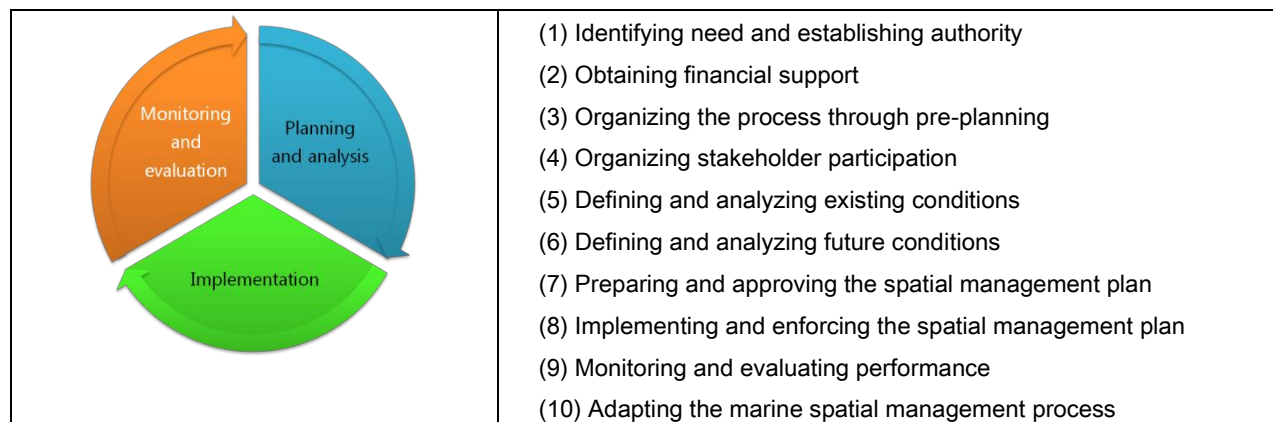 Monitoring
and
evaluation
Planning
and analysis
Implementation
(1) Identifying need and establishing authority
(2) Obtaining financial support
(3) Organizing the process through pre-planning
(4) Organizing stakeholder participation
(5) Defining and analyzing existing conditions
(6) Defining and analyzing future conditions
(7) Preparing and approving the spatial management plan
(8) Implementing and enforcing the spatial management plan
(9) Monitoring and evaluating performance
(10) Adapting the marine spatial management process